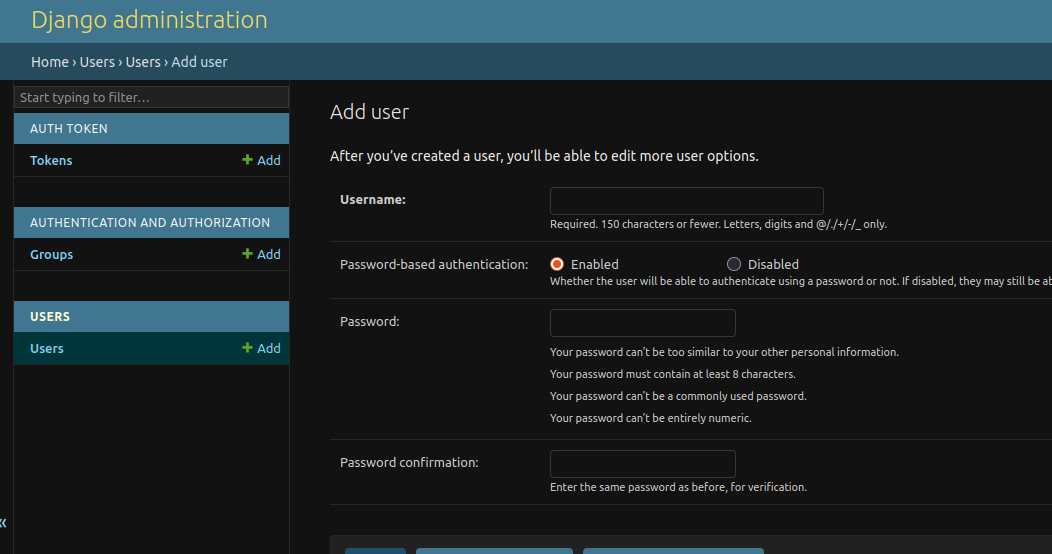 Django administration
Home › Users › Users › Add user
Start typing to filter...
AUTH TOKEN
Tokens
+ Add
AUTHENTICATION AND AUTHORIZATION
Groups
+ Add
USERS
Users
+ Add
«
Add user
After you've created a user, you'll be able to edit more user options.
Username:
Required. 150 characters or fewer. Letters, digits and @/./+/-/_ only.
Password-based authentication:
Enabled
Disabled
Whether the user will be able to authenticate using a password or not. If disabled, they may still be
Password:
Your password can't be too similar to your other personal information.
Your password must contain at least 8 characters.
Your password can't be a commonly used password.
Your password can't be entirely numeric.
Password confirmation:
Enter the same password as before, for verification.